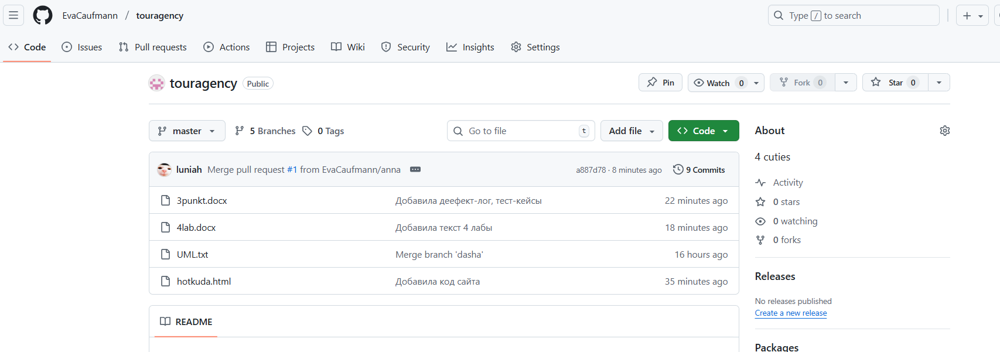 EvaCaufmann / touragency
Type / to search
Code Issues Pull requests Actions Projects Wiki Security Insights Settings
touragency Public
Pin Watch 0 Fork 0 Star 0
master 5 Branches 0 Tags Go to file t Add file Code
About
4 cuties
luniah Merge pull request #1 from EvaCaufmann/anna a887d78 · 8 minutes ago 9 Commits
3punkt.docx Добавила деефект-лог, тест-кейсы 22 minutes ago
4lab.docx Добавила текст 4 лабы 18 minutes ago
UML.txt Merge branch 'dasha' 16 hours ago
hotkuda.html Добавила код сайта 35 minutes ago
README
Activity
0 stars
0 watching
0 forks
Releases
No releases published
Create a new release
Packages